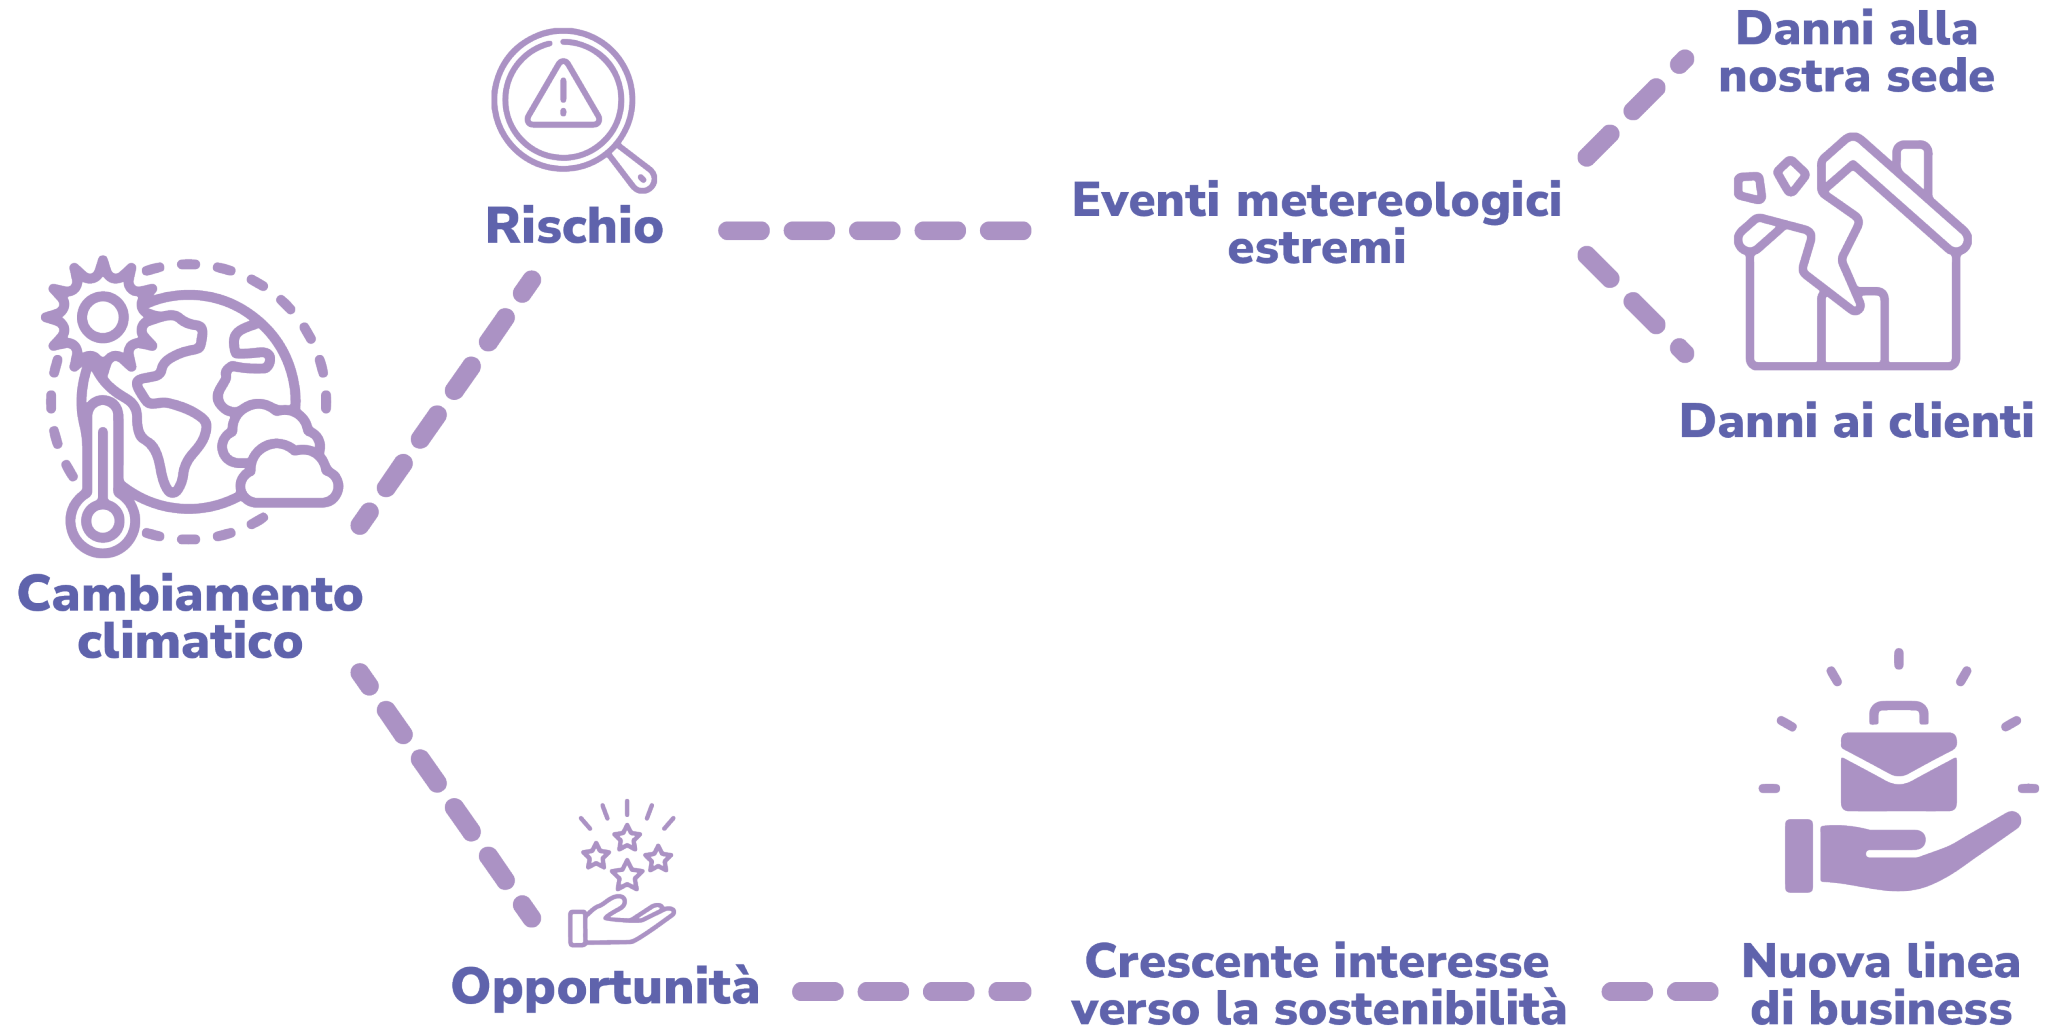 Danni alla
nostra sede
Rischio
Eventi metereologici
estremi
Danni ai clienti
Cambiamento
climatico
Opportunità
Crescente interesse
verso la sostenibilità
Nuova linea
di business